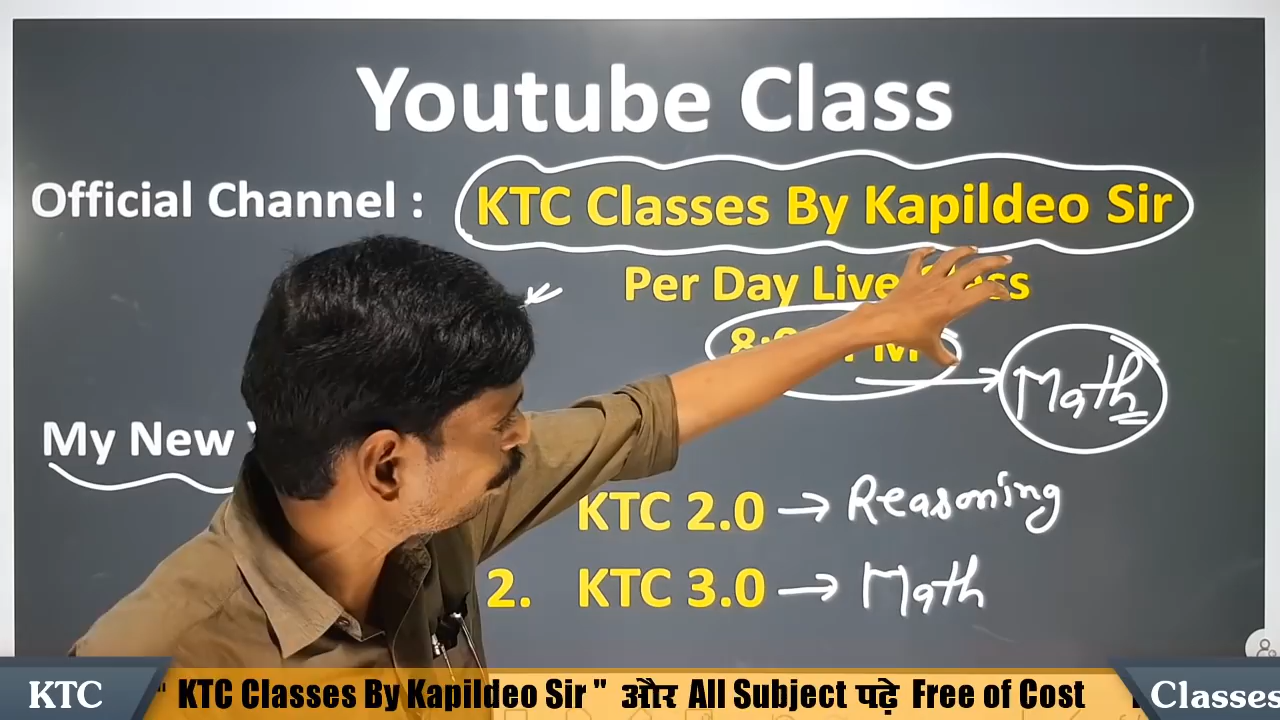 Youtube Class
Official Channel : KTC Classes By Kapildeo Sir
Per Day Live
Math
My New
KTC 2.0 → Reasoning
2. KTC 3.0 → Math
KTC " KTC Classes By Kapildeo Sir " और All Subject पढ़े Free of Cost Classes